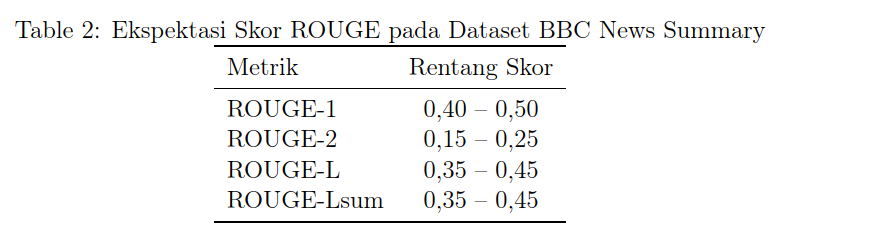 Table 2: Ekspektasi Skor ROUGE pada Dataset BBC News Summary
Metrik Rentang Skor
ROUGE-1 0,40 – 0,50
ROUGE-2 0,15 – 0,25
ROUGE-L 0,35 – 0,45
ROUGE-Lsum 0,35 – 0,45